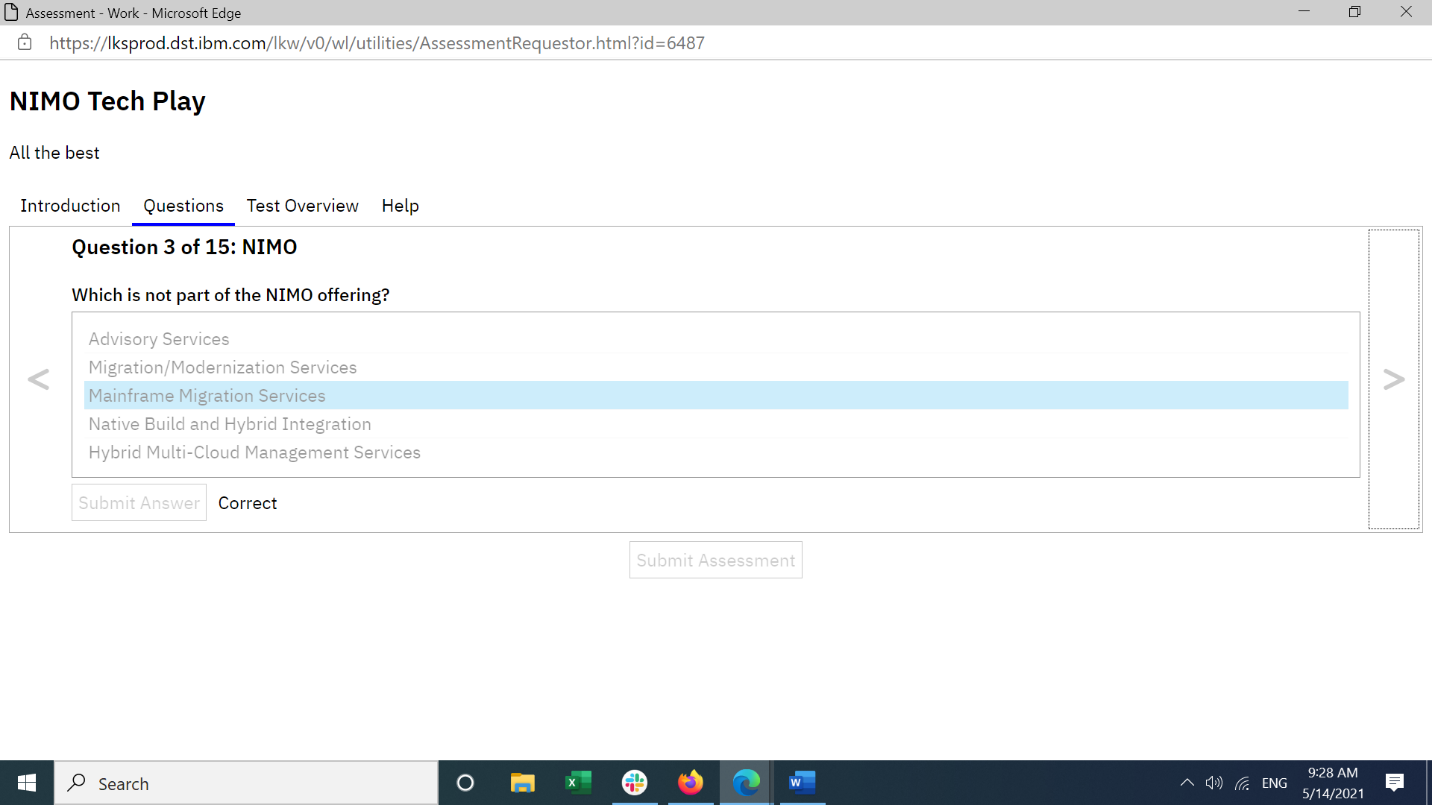 Assessment - Work - Microsoft Edge
https://lksprod.dst.ibm.com/lkw/v0/wl/utilities/AssessmentRequestor.html?id=6487
NIMO Tech Play
All the best
Introduction Questions Test Overview Help
Question 3 of 15: NIMO
Which is not part of the NIMO offering?
Advisory Services
Migration/Modernization Services
Mainframe Migration Services
Native Build and Hybrid Integration
Hybrid Multi-Cloud Management Services
< >
Submit Answer Correct
Submit Assessment
Search ENG 9:28 AM
5/14/2021